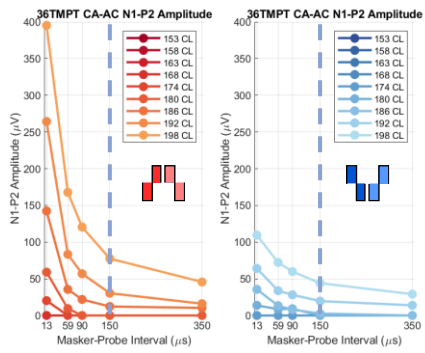 36TMPT CA-AC N1-P2 Amplitude
400
350
300
250
200
150
100
50
0
N1-P2 Amplitude (μV)
13 59 90 150 350
Masker-Probe Interval (μs)
153 CL
158 CL
163 CL
168 CL
174 CL
180 CL
186 CL
192 CL
198 CL
36TMPT CA-AC N1-P2 Amplitude
400
350
300
250
200
150
100
50
0
N1-P2 Amplitude (μV)
13 59 90 150 350
Masker-Probe Interval (μs)
153 CL
158 CL
163 CL
168 CL
174 CL
180 CL
186 CL
192 CL
198 CL